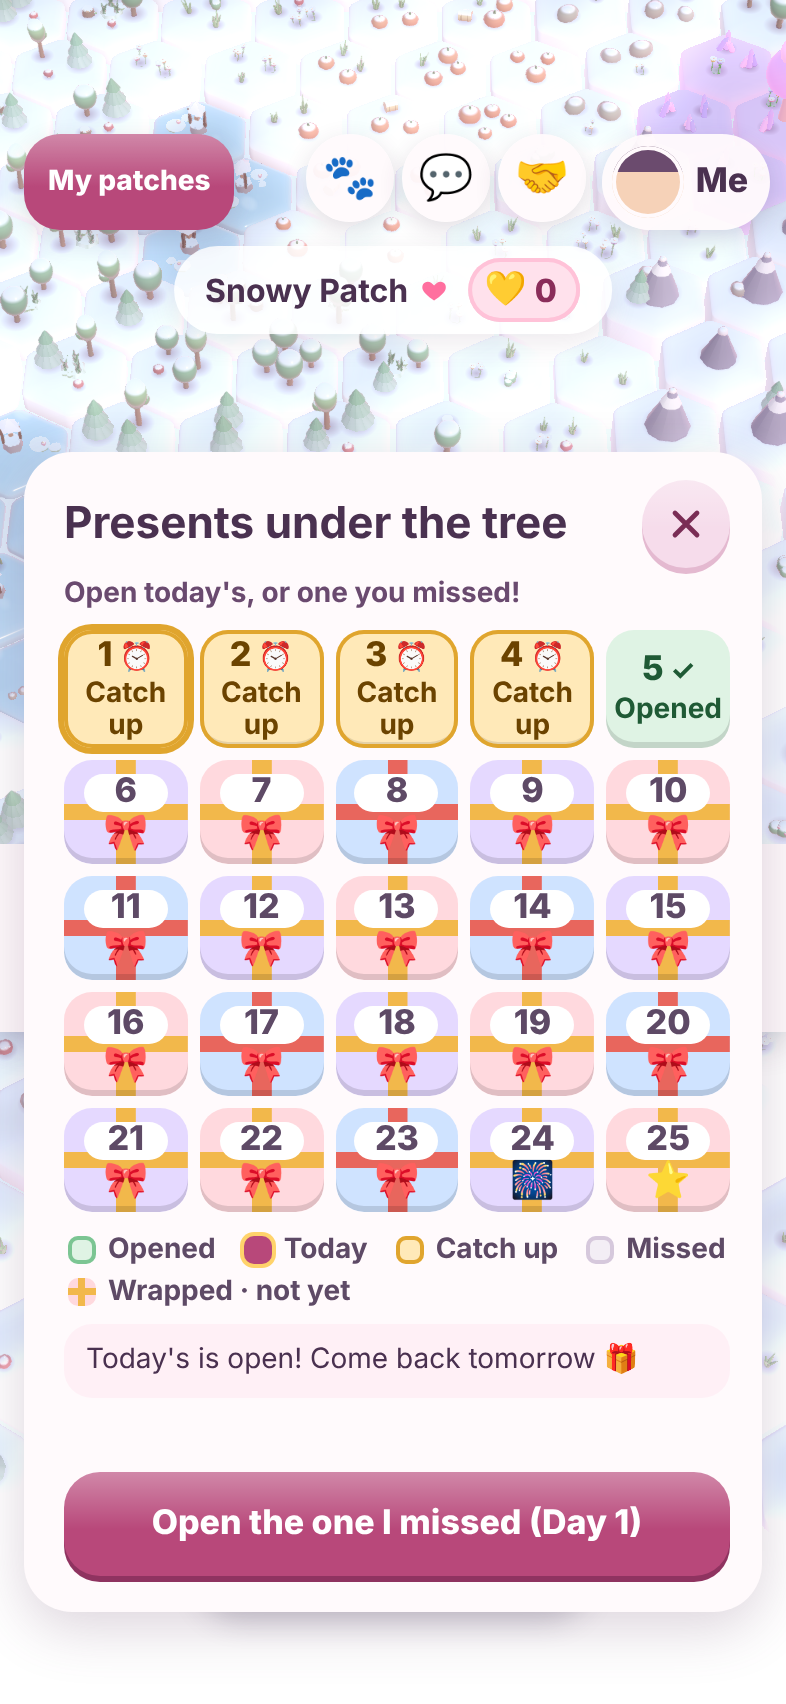 My patches
Me
Snowy Patch
0
Presents under the tree
Open today's, or one you missed!
1 2 3 4 5
Catch up
Catch up
Catch up
Catch up
Opened
6 7 8 9 10
11 12 13 14 15
16 17 18 19 20
21 22 23 24 25
Opened Today Catch up Missed
Wrapped · not yet
Today's is open! Come back tomorrow 🎁
Open the one I missed (Day 1)